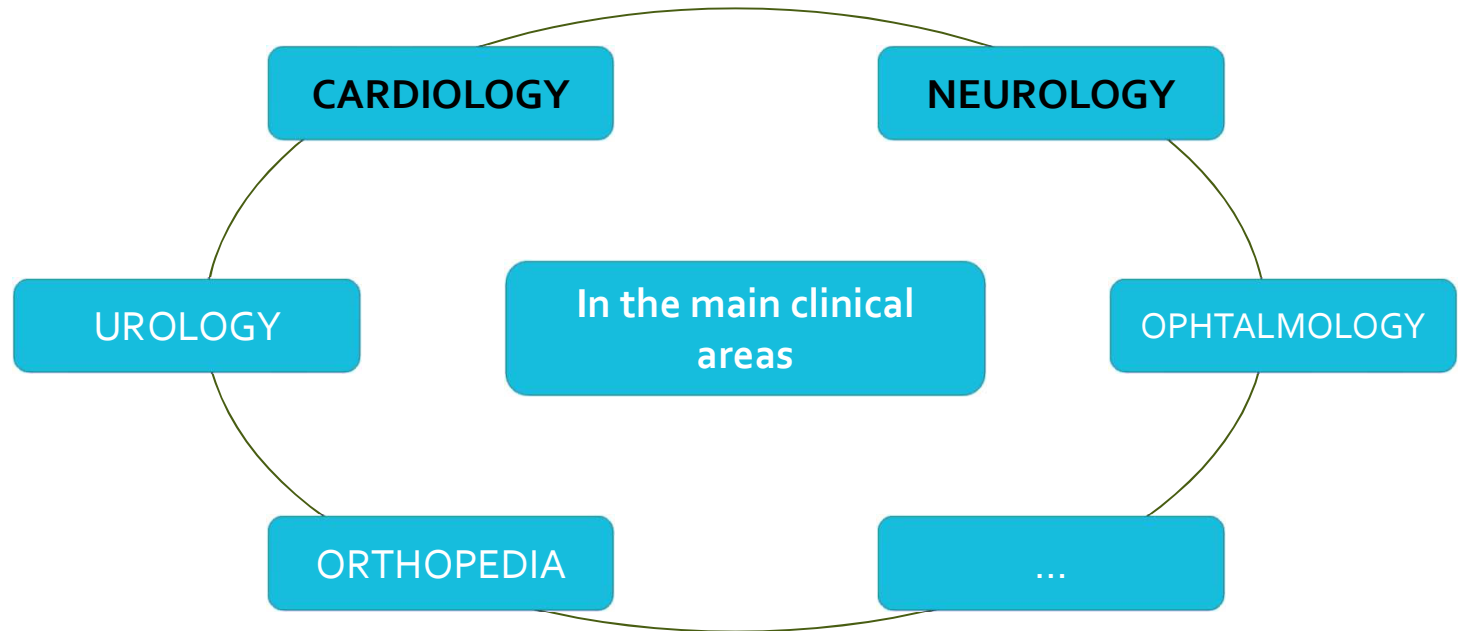 CARDIOLOGY
NEUROLOGY
In the main clinical
areas
UROLOGY
OPHTALMOLOGY
ORTHOPEDIA
...